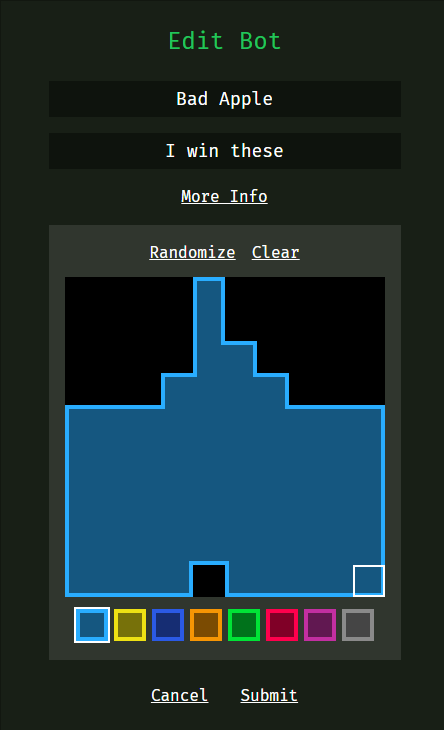 Edit Bot
Bad Apple
I win these
More Info
Randomize Clear
Cancel Submit